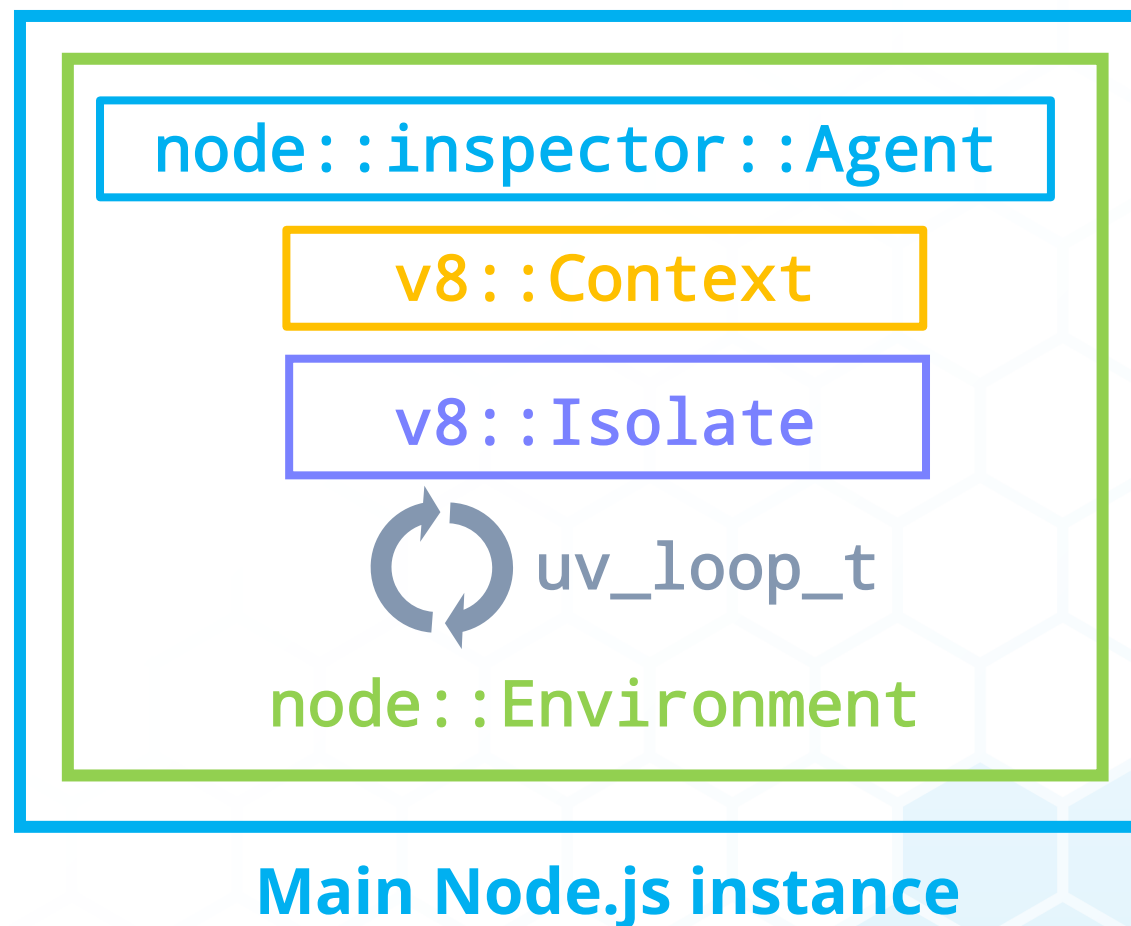 node::inspector::Agent
v8::Context
v8::Isolate
uv_loop_t
node::Environment
Main Node.js instance